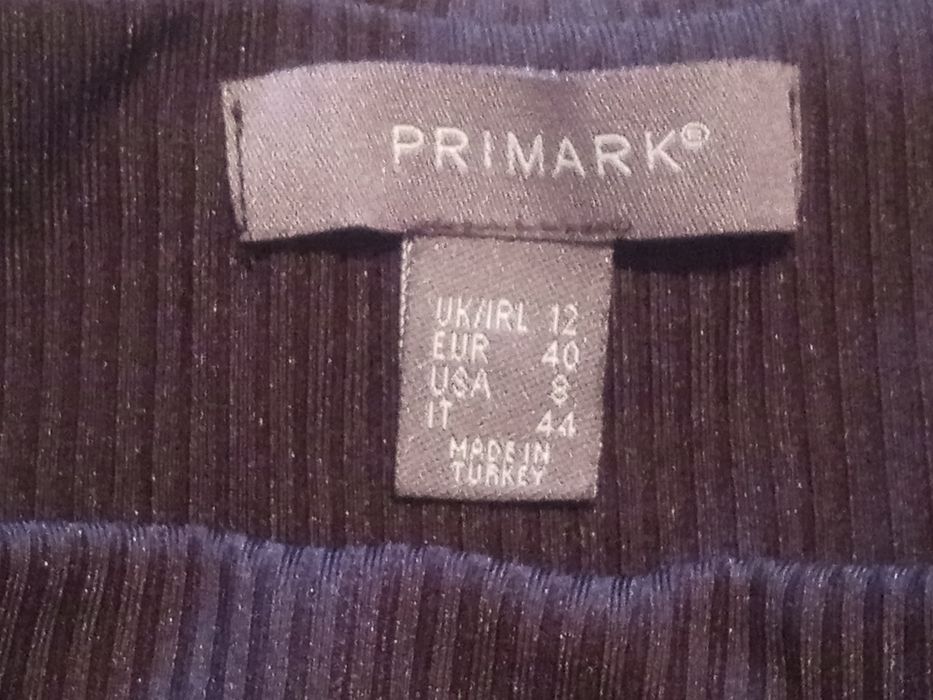 PRIMARK®
UK/IRL 12
EUR 40
USA 8
IT 44
MADE IN
TURKEY